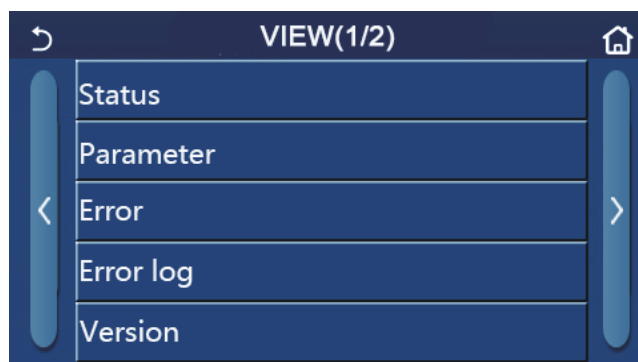 VIEW(1/2)
Status
Parameter
Error
Error log
Version